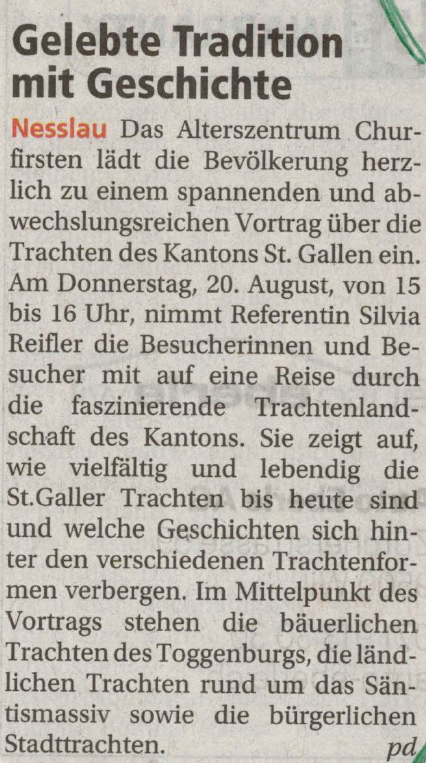 Gelebte Tradition
mit Geschichte
Nesslau Das Alterszentrum Chur-
firsten lädt die Bevölkerung herz-
lich zu einem spannenden und ab-
wechslungsreichen Vortrag über die
Trachten des Kantons St. Gallen ein.
Am Donnerstag, 20. August, von 15
bis 16 Uhr, nimmt Referentin Silvia
Reifler die Besucherinnen und Be-
sucher mit auf eine Reise durch
die faszinierende Trachtenland-
schaft des Kantons. Sie zeigt auf,
wie vielfältig und lebendig die
St.Galler Trachten bis heute sind
und welche Geschichten sich hin-
ter den verschiedenen Trachtenfor-
men verbergen. Im Mittelpunkt des
Vortrags stehen die bäuerlichen
Trachten des Toggenburgs, die länd-
lichen Trachten rund um das Sän-
tismassiv sowie die bürgerlichen
Stadttrachten. pd